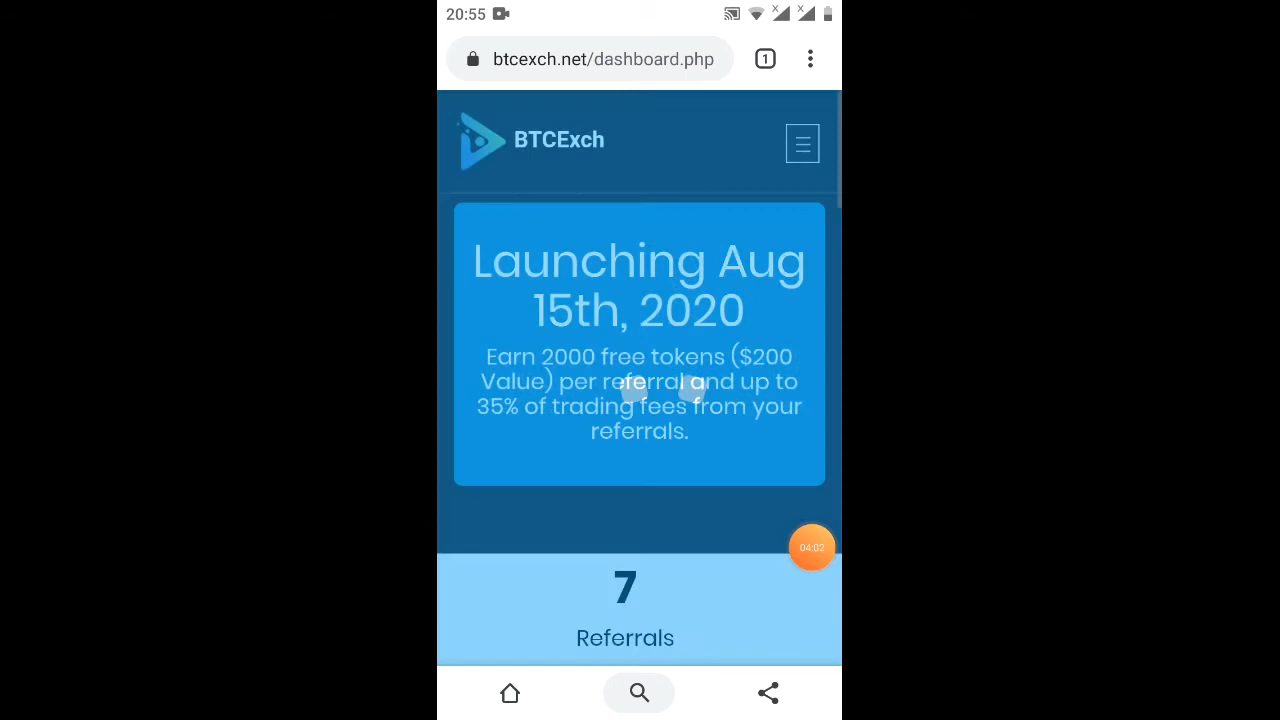 20:55
1
btcexch.net/dashboard.php
BTCExch
Launching Aug
15th, 2020
Earn 2000 free tokens ($200
Value) per referral and up to
35% of trading fees from your
referrals.
04:02
7
Referrals